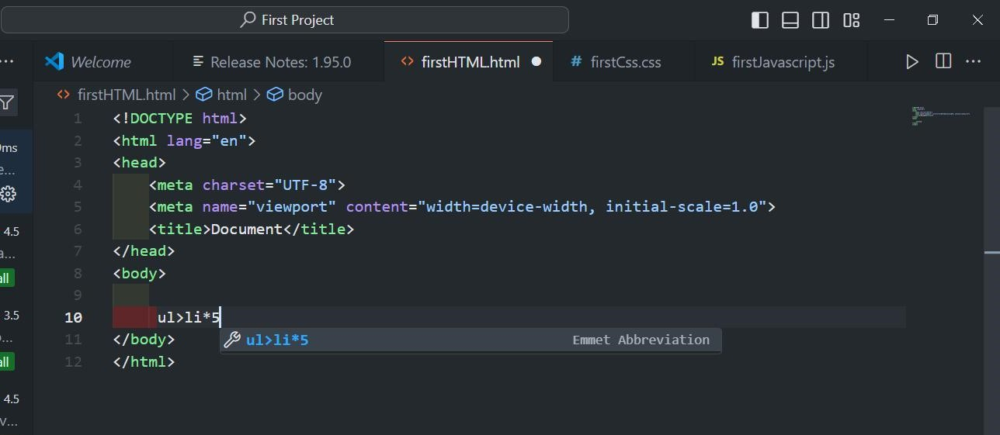 First Project
Welcome
Release Notes: 1.95.0
<> firstHTML.html
# firstCss.css
JS firstJavascript.js
<> firstHTML.html > html > body
1 <!DOCTYPE html>
2 <html lang="en">
3 <head>
4 <meta charset="UTF-8">
5 <meta name="viewport" content="width=device-width, initial-scale=1.0">
6 <title>Document</title>
7 </head>
8 <body>
9
10 ul>li*5
ul>li*5 Emmet Abbreviation
11 </body>
12 </html>
0ms
e...
4.5
a...
all
3.5
o...
all
4.5
v...